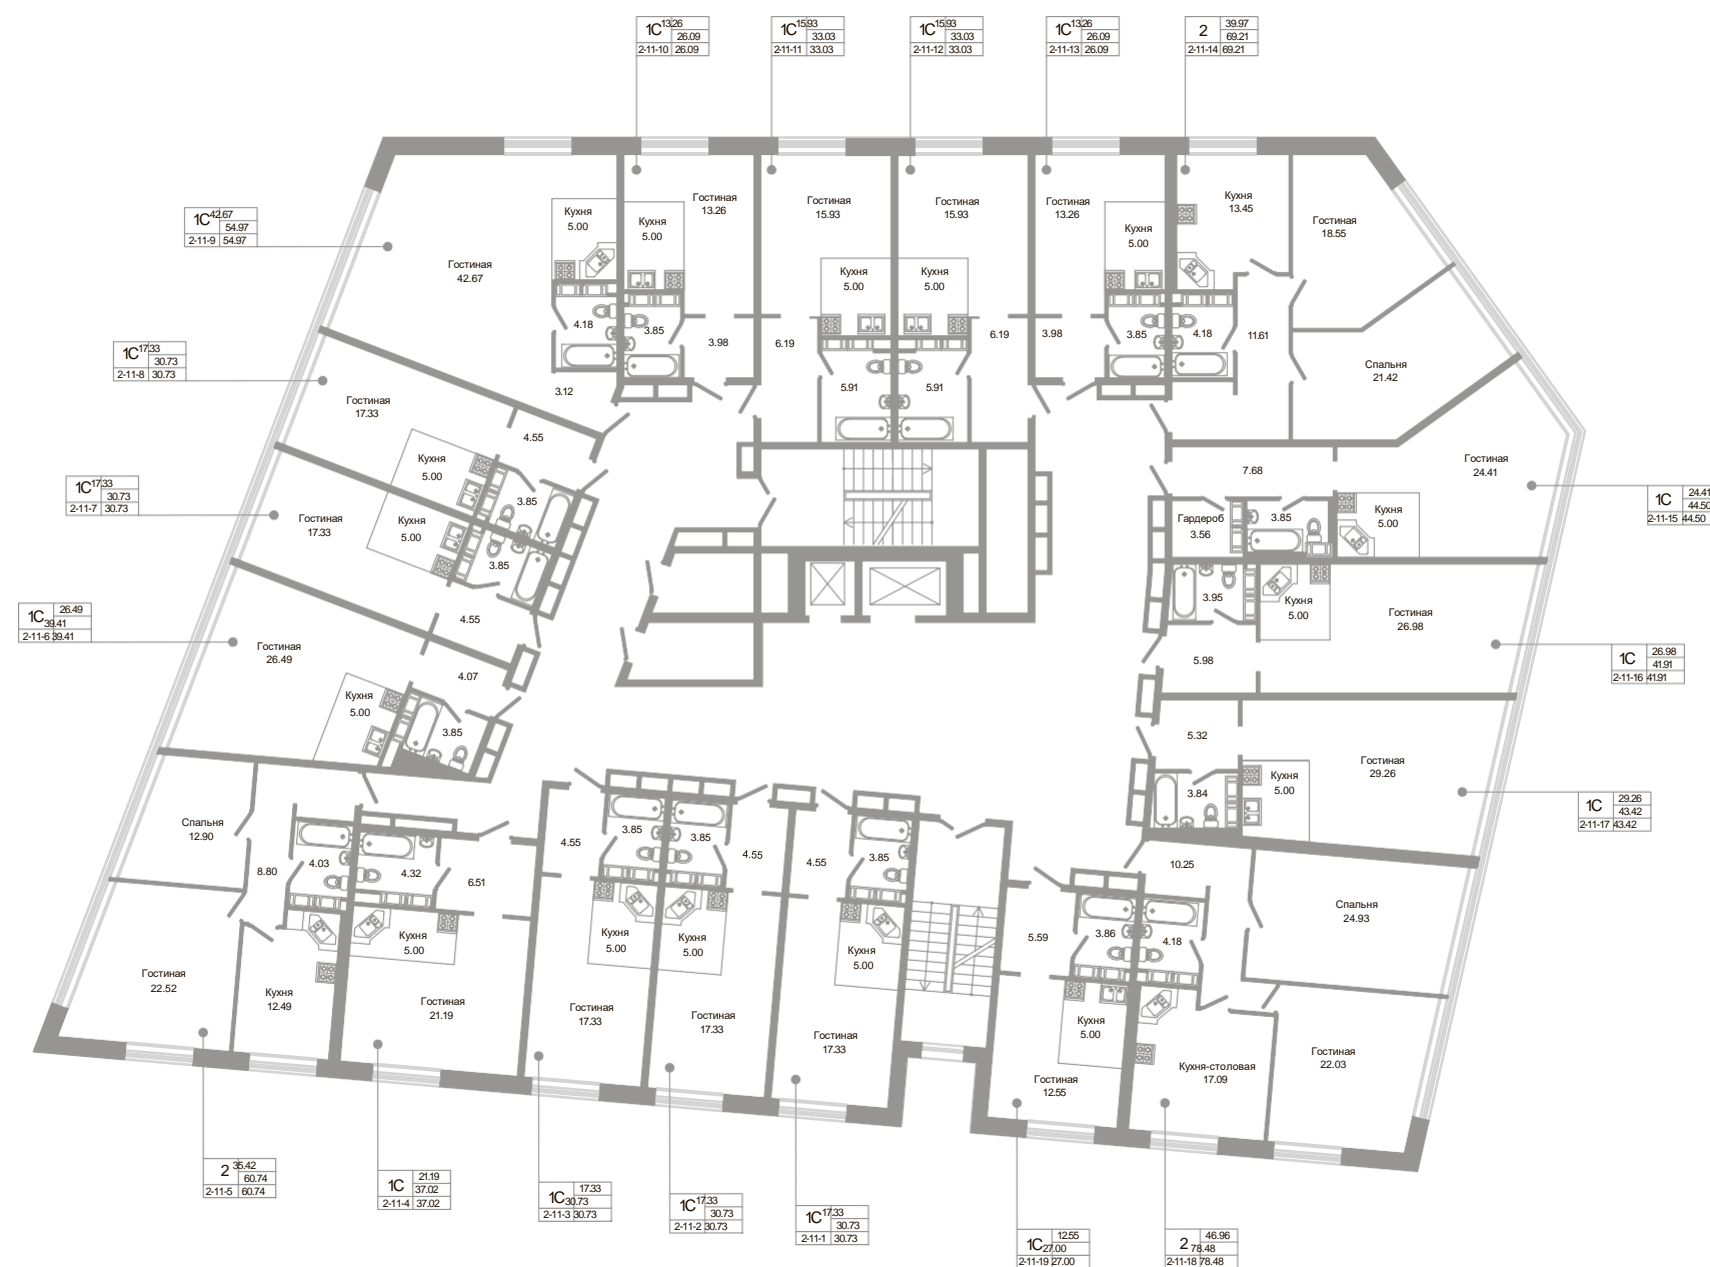 1С 13.26
26.09
2-11-10 26.09
1С 15.93
33.03
2-11-11 33.03
1С 15.93
33.03
2-11-12 33.03
1С 13.26
26.09
2-11-13 26.09
2 39.97
69.21
2-11-14 69.21
1С 42.67
54.97
2-11-9 54.97
Гостиная
42.67
Кухня
5.00
4.18
3.12
Кухня
5.00
Гостиная
13.26
3.85
3.98
Гостиная
15.93
Кухня
5.00
6.19
5.91
Гостиная
15.93
Кухня
5.00
5.91
6.19
Гостиная
13.26
Кухня
5.00
3.98
3.85
Кухня
13.45
4.18
11.61
Гостиная
18.55
Спальня
21.42
1С 17.33
30.73
2-11-8 30.73
Гостиная
17.33
4.55
Кухня
5.00
3.85
1С 17.33
30.73
2-11-7 30.73
Гостиная
17.33
Кухня
5.00
3.85
4.55
7.68
Гостиная
24.41
Гардероб
3.56
3.85
Кухня
5.00
1С 24.41
44.50
2-11-15 44.50
1С 26.49
39.41
2-11-6 39.41
Гостиная
26.49
4.07
Кухня
5.00
3.85
3.95
Кухня
5.00
Гостиная
26.98
5.98
1С 26.98
41.91
2-11-16 41.91
5.32
Гостиная
29.26
3.84
Кухня
5.00
1С 29.26
43.42
2-11-17 43.42
Спальня
12.90
8.80
4.03
Гостиная
22.52
Кухня
12.49
4.32
6.51
Кухня
5.00
Гостиная
21.19
4.55
3.85
Кухня
5.00
Гостиная
17.33
3.85
4.55
Кухня
5.00
Гостиная
17.33
4.55
3.85
Кухня
5.00
Гостиная
17.33
5.59
3.86
Кухня
5.00
Гостиная
12.55
10.25
4.18
Спальня
24.93
Кухня-столовая
17.09
Гостиная
22.03
2 35.42
60.74
2-11-5 60.74
1С 21.19
37.02
2-11-4 37.02
1С 17.33
30.73
2-11-3 30.73
1С 17.33
30.73
2-11-2 30.73
1С 17.33
30.73
2-11-1 30.73
1С 12.55
27.00
2-11-19 27.00
2 46.96
78.48
2-11-18 78.48